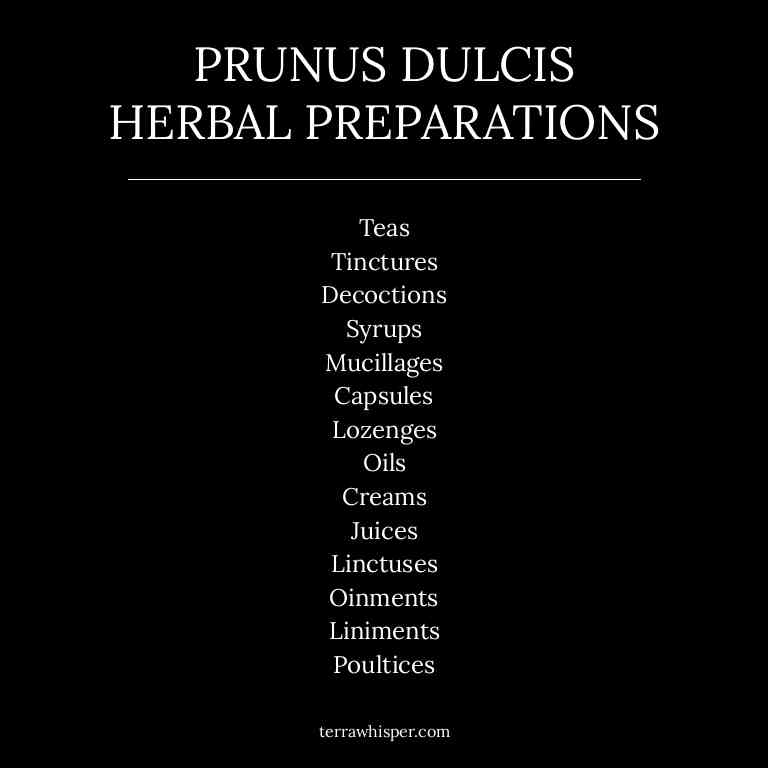 PRUNUS DULCIS
HERBAL PREPARATIONS
Teas
Tinctures
Decoctions
Syrups
Mucillages
Capsules
Lozenges
Oils
Creams
Juices
Linctuses
Oinments
Liniments
Poultices
terrawhisper.com